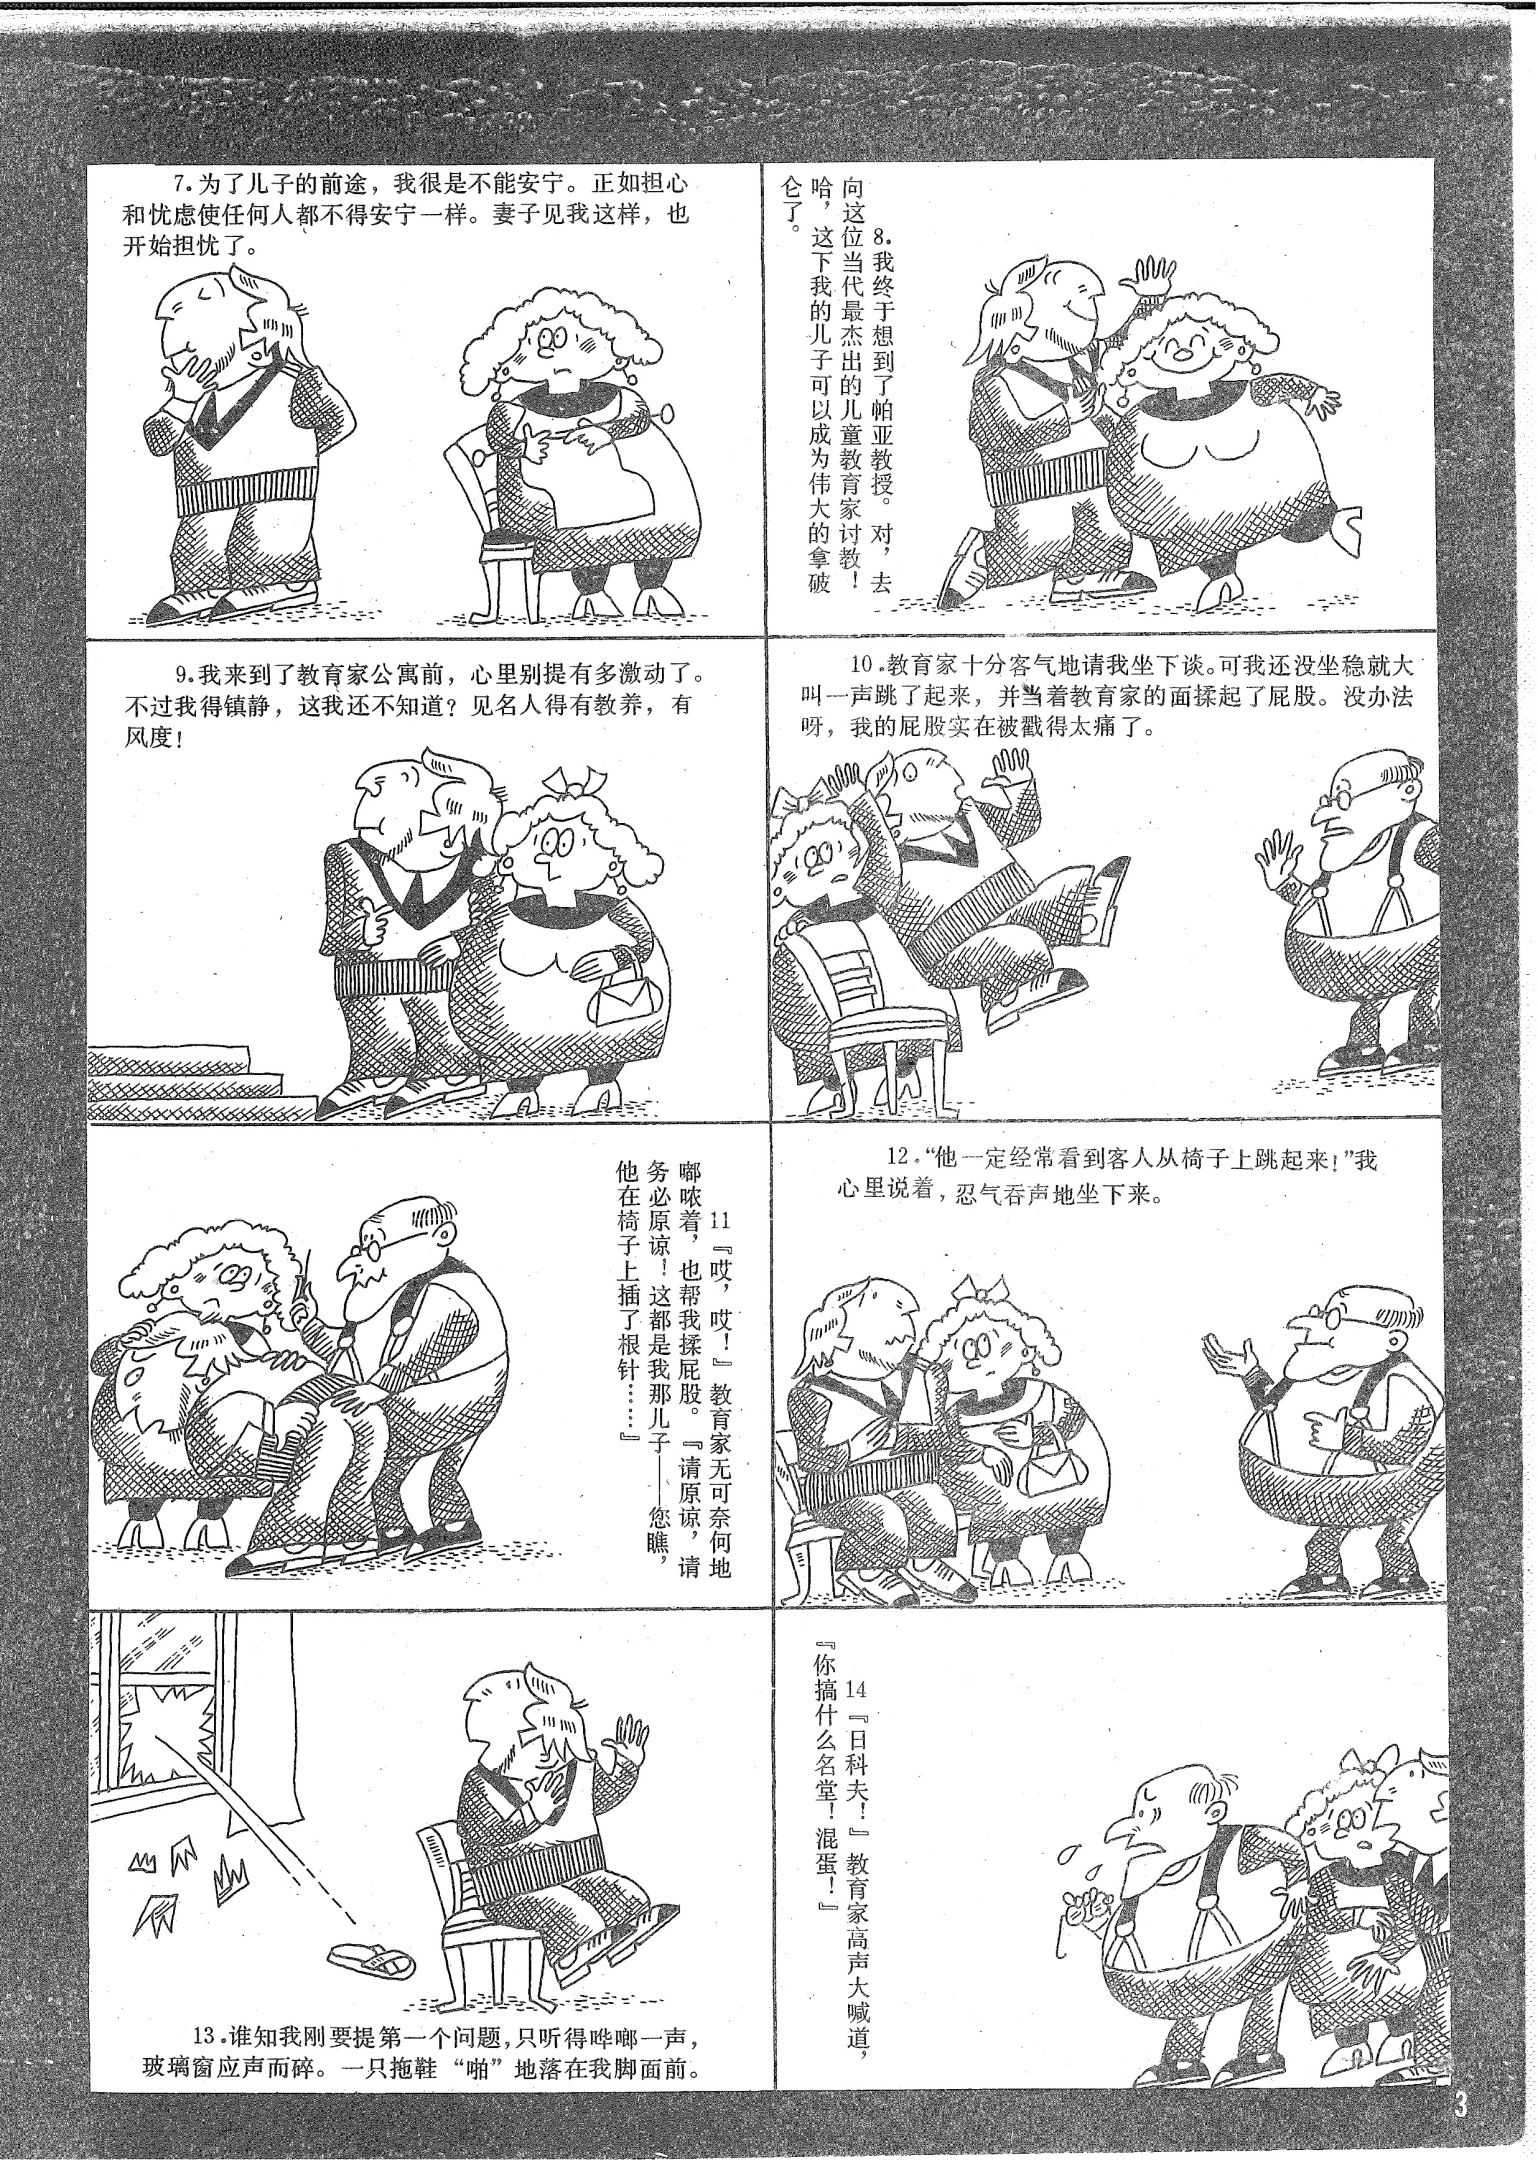 7.为了儿子的前途，我很是不能安宁。正如担心
和忧虑使任何人都不得安宁一样。妻子见我这样，也
开始担忧了。
8.我终于想到了帕亚教授。对，去
向这位当代最杰出的儿童教育家讨教！
哈，这下我的儿子可以成为伟大的拿破
仑了。
9.我来到了教育家公寓前，心里别提有多激动了。
不过我得镇静，这我还不知道？见名人得有教养，有
风度！
10.教育家十分客气地请我坐下谈。可我还没坐稳就大
叫一声跳了起来，并当着教育家的面揉起了屁股。没办法
呀，我的屁股实在被戳得太痛了。
11『哎，哎！』教育家无可奈何地
嘟哝着，也帮我揉屁股。『请原谅，请
务必原谅！这都是我那儿子——您瞧，
他在椅子上插了根针……』
12.“他一定经常看到客人从椅子上跳起来！”我
心里说着，忍气吞声地坐下来。
13.谁知我刚要提第一个问题，只听得哗啷一声，
玻璃窗应声而碎。一只拖鞋“啪”地落在我脚面前。
14『日科夫！』教育家高声大喊道，
『你搞什么名堂！混蛋！』
3